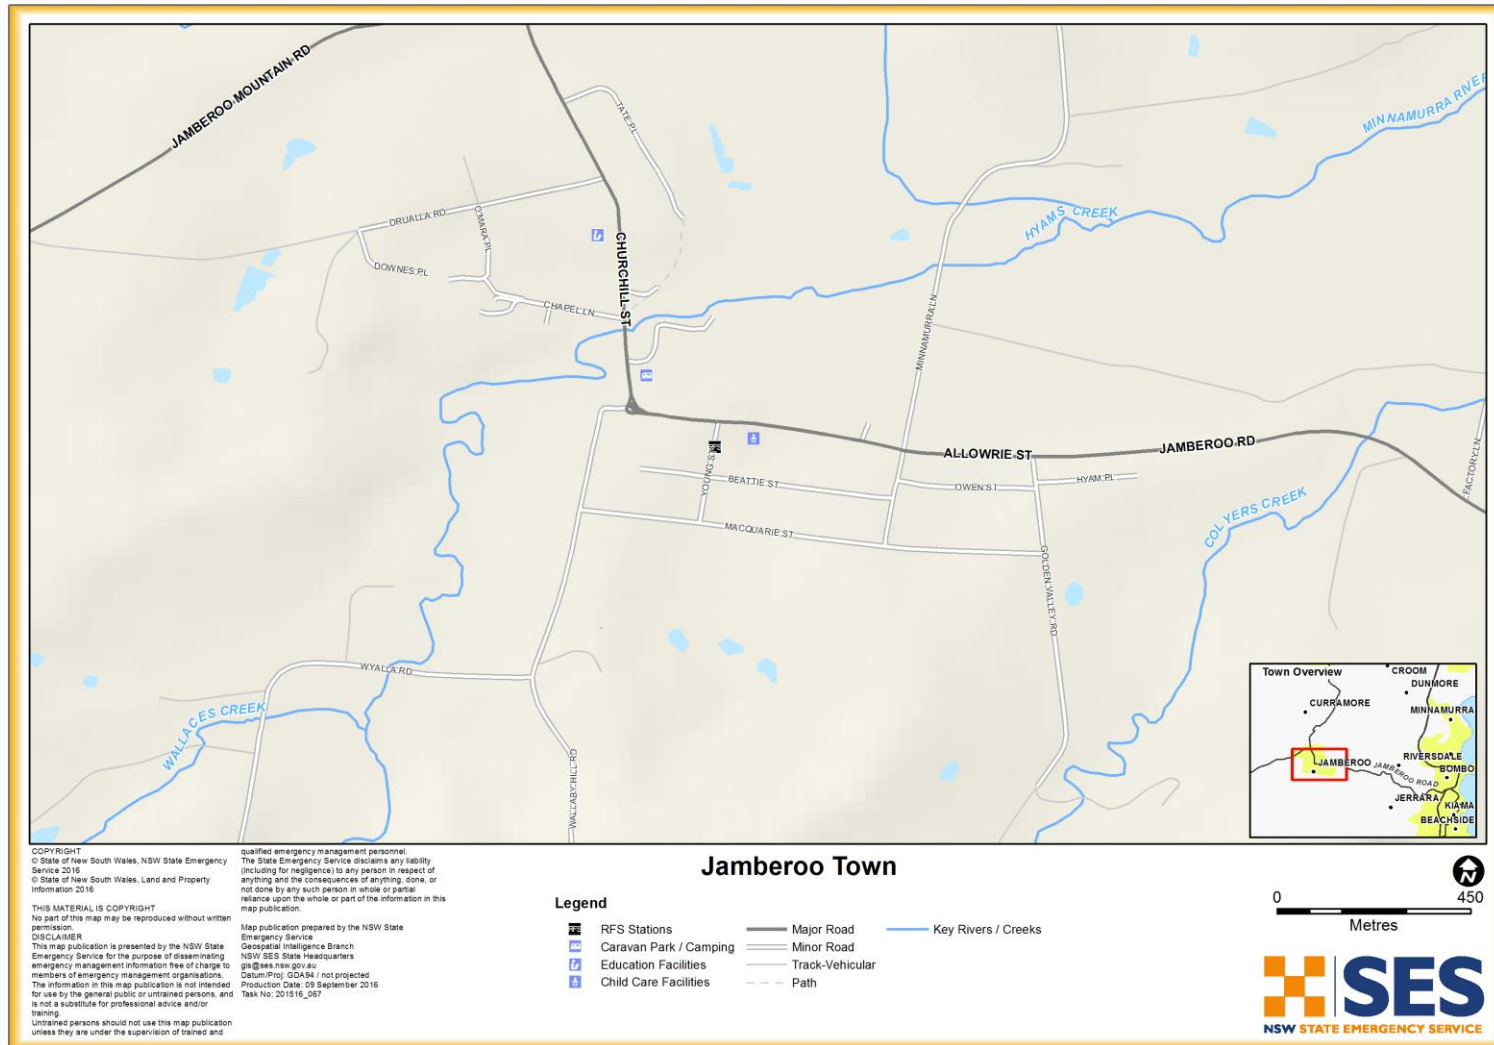 JAMBEROO MOUNTAIN RD
TATE PL
MINNAMURRA RIVER
DRUALLA RD
O'MARA PL
HYAMS CREEK
CHURCHILL ST
DOWNES PL
CHAPEL LN
MINNAMURRA LN
ALLOWRIE ST
JAMBEROO RD
RFS
YOUNG ST
BEATTIE ST
OWEN ST
HYAM PL
FACTORY LN
COLYERS CREEK
MACQUARIE ST
GOLDEN VALLEY RD
WYALLA RD
WALLACES CREEK
WALLABY HILL RD
Town Overview
CROOM
DUNMORE
CURRAMORE
MINNAMURRA
RIVERSDALE
JAMBEROO
JAMBEROO ROAD
BOMBO
JERRARA
KIAMA
BEACHSIDE
COPYRIGHT
© State of New South Wales, NSW State Emergency
Service 2016
© State of New South Wales, Land and Property
Information 2016
THIS MATERIAL IS COPYRIGHT
No part of this map may be reproduced without written
permission.
DISCLAIMER
This map publication is presented by the NSW State
Emergency Service for the purpose of disseminating
emergency management information free of charge to
members of emergency management organisations.
The information in this map publication is not intended
for use by the general public or untrained persons, and
is not a substitute for professional advice and/or
training.
Untrained persons should not use this map publication
unless they are under the supervision of trained and
qualified emergency management personnel.
The State Emergency Service disclaims any liability
(including for negligence) to any person in respect of
anything and the consequences of anything, done, or
not done by any such person in whole or partial
reliance upon the whole or part of the information in this
map publication.
Map publication prepared by the NSW State
Emergency Service
Geospatial Intelligence Branch
NSW SES State Headquarters
gis@ses.nsw.gov.au
Datum/Proj: GDA94 / not projected
Production Date: 09 September 2016
Task No: 201516_067
Jamberoo Town
Legend
RFS RFS Stations
Caravan Park / Camping
Education Facilities
Child Care Facilities
Major Road
Minor Road
Track-Vehicular
Path
Key Rivers / Creeks
N
0 450
Metres
SES
NSW STATE EMERGENCY SERVICE